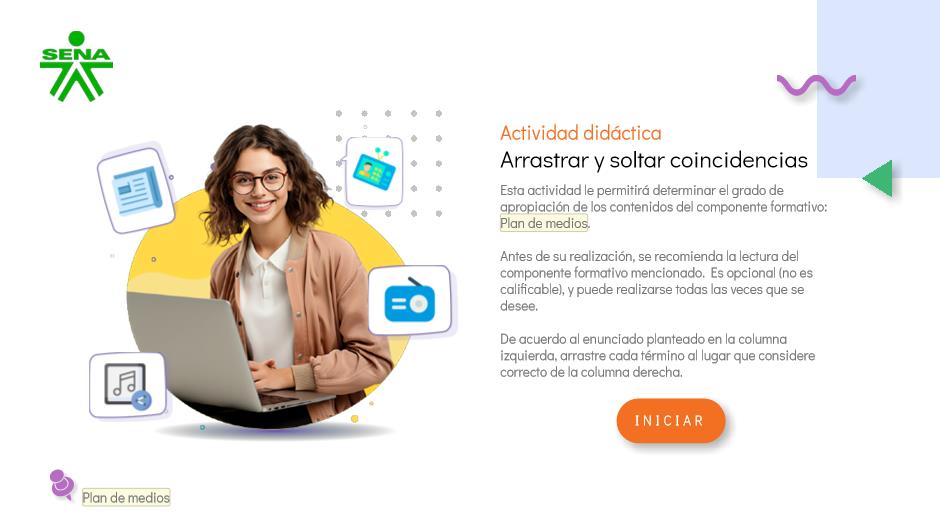 SENA
Actividad didáctica
Arrastrar y soltar coincidencias
Esta actividad le permitirá determinar el grado de
apropiación de los contenidos del componente formativo:
Plan de medios.
Antes de su realización, se recomienda la lectura del
componente formativo mencionado.  Es opcional (no es
calificable), y puede realizarse todas las veces que se
desee.
De acuerdo al enunciado planteado en la columna
izquierda, arrastre cada término al lugar que considere
correcto de la columna derecha.
INICIAR
Plan de medios